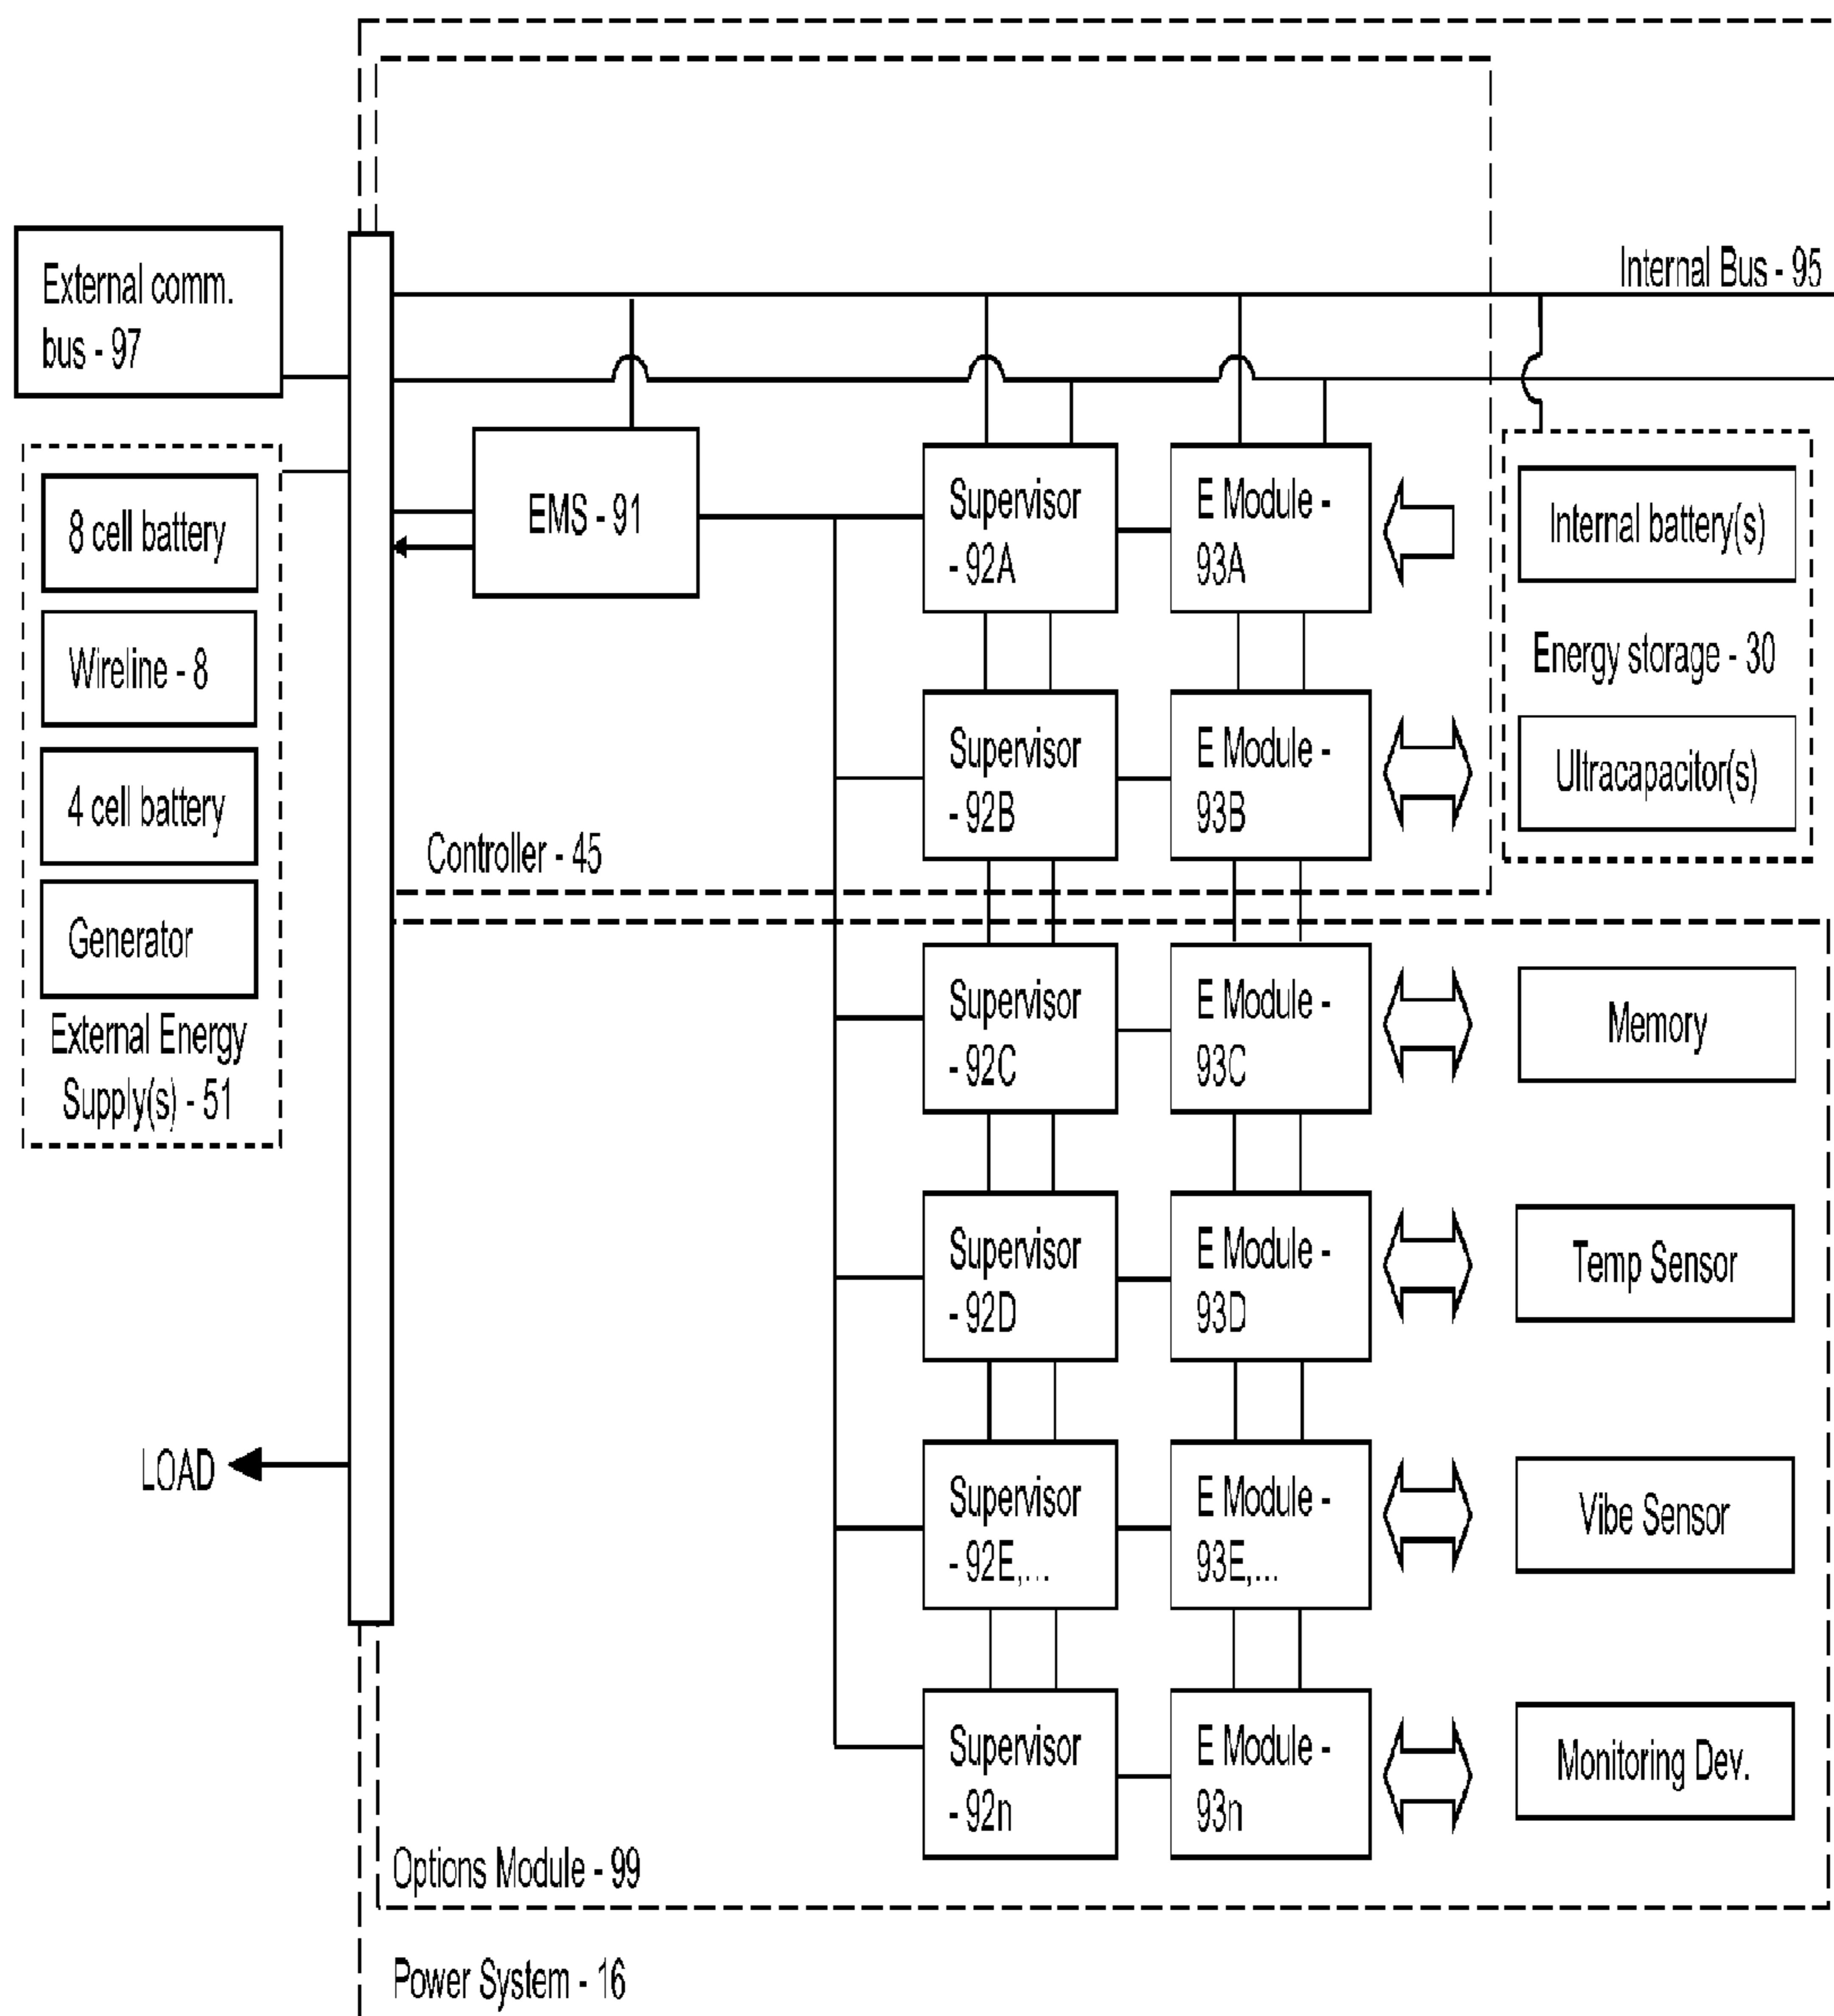 Internal Bus - 95
External comm.
bus - 97
8 cell battery
Wireline - 8
4 cell battery
Generator
External Energy
Supply(s) - 51
LOAD
EMS - 91
Controller - 45
Supervisor
- 92A
E Module -
93A
Internal battery(s)
Energy storage - 30
Supervisor
- 92B
E Module -
93B
Ultracapacitor(s)
Supervisor
- 92C
E Module -
93C
Memory
Supervisor
- 92D
E Module -
93D
Temp Sensor
Supervisor
- 92E,...
E Module -
93E,...
Vibe Sensor
Supervisor
- 92n
E Module -
93n
Monitoring Dev.
Options Module - 99
Power System - 16